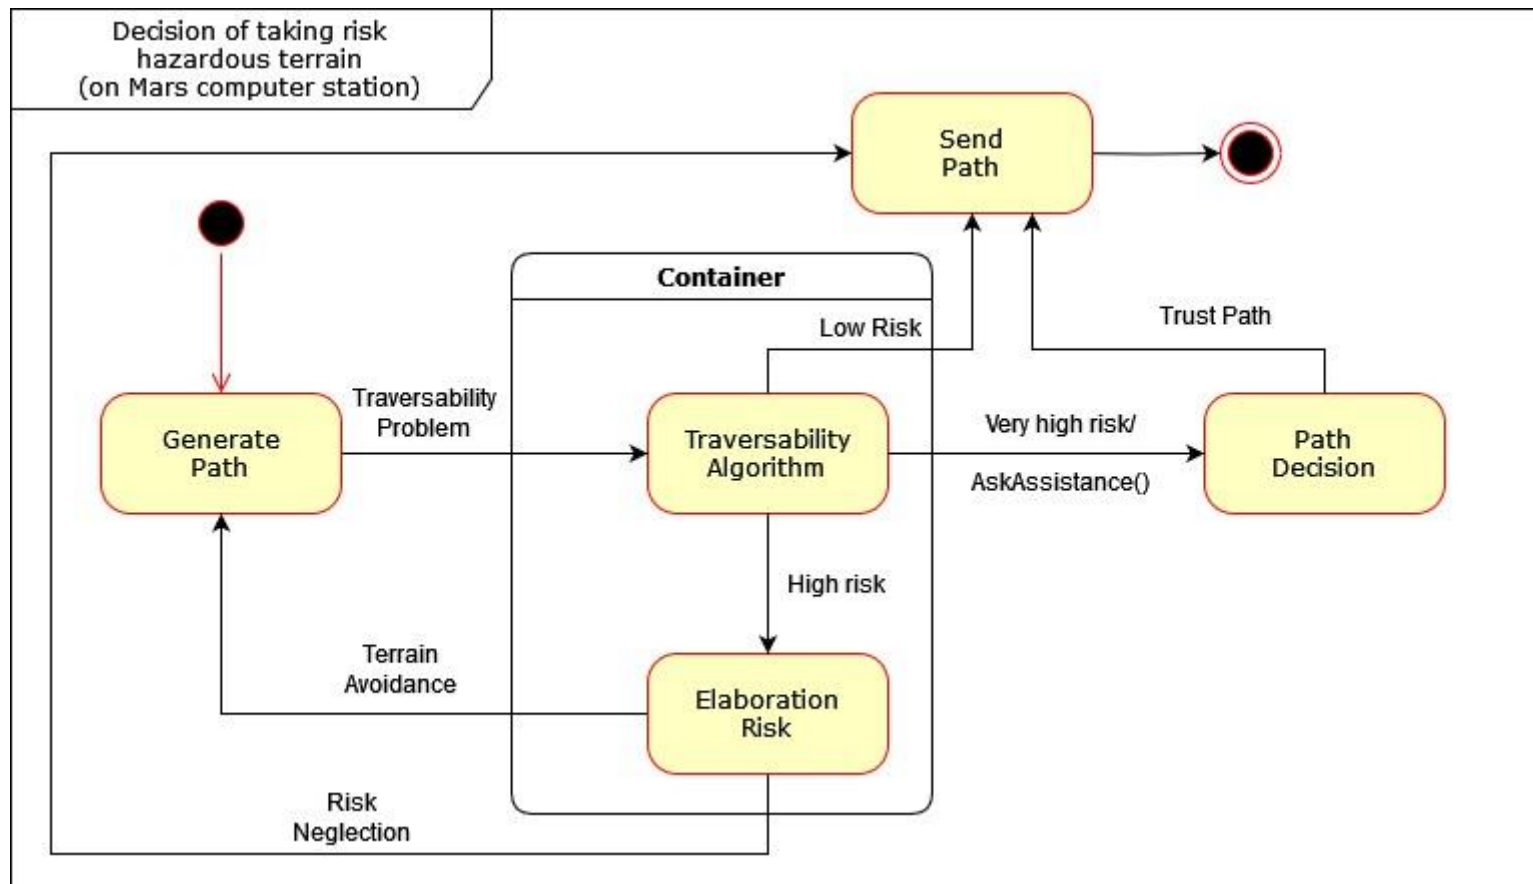 Decision of taking risk
hazardous terrain
(on Mars computer station)
Send
Path
Container
Low Risk
Trust Path
Traversability
Problem
Generate
Path
Traversability
Algorithm
Very high risk/
AskAssistance()
Path
Decision
High risk
Terrain
Avoidance
Elaboration
Risk
Risk
Neglection